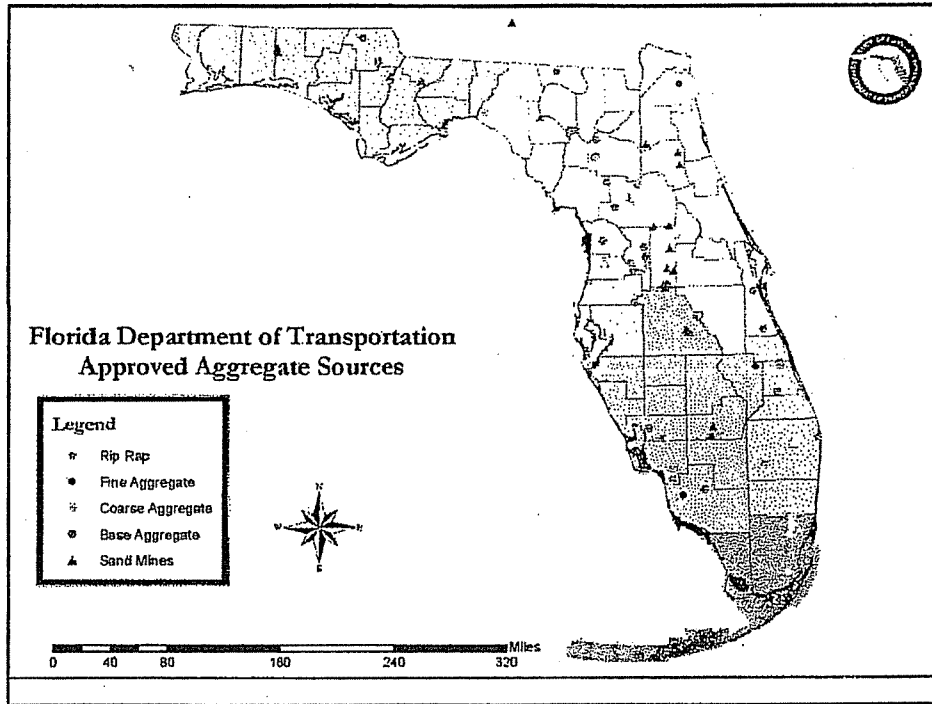 Florida Department of Transportation
Approved Aggregate Sources
Legend
Rip Rap
Fine Aggregate
Coarse Aggregate
Base Aggregate
Sand Mines
N
W
E
S
Miles
0 40 80 160 240 320